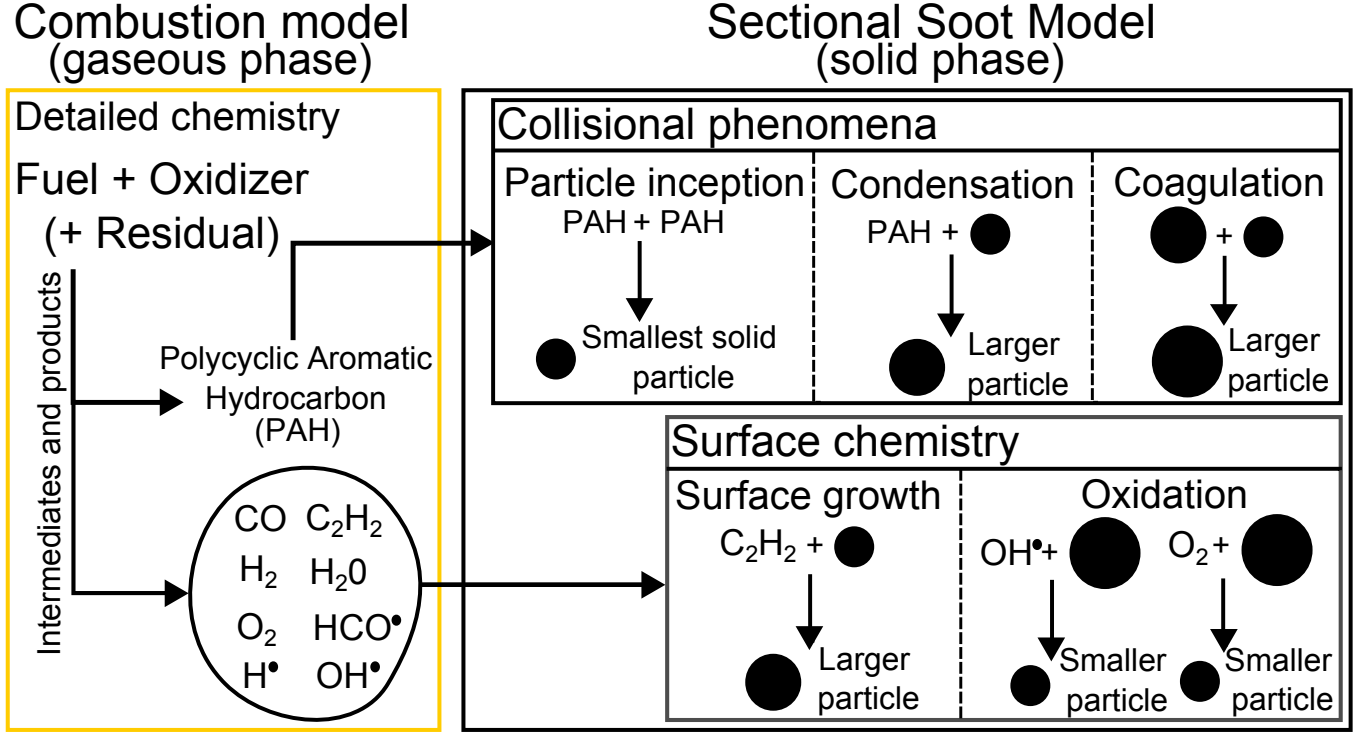 Combustion model
(gaseous phase)
Detailed chemistry
Fuel + Oxidizer
(+ Residual)
Intermediates and products
Polycyclic Aromatic
Hydrocarbon
(PAH)
CO C₂H₂
H₂ H₂0
O₂ HCO•
H• OH•
Sectional Soot Model
(solid phase)
Collisional phenomena
Particle inception
PAH + PAH
Smallest solid
particle
Condensation
PAH +
Larger
particle
Coagulation
+
Larger
particle
Surface chemistry
Surface growth
C₂H₂ +
Larger
particle
Oxidation
OH•+
Smaller
particle
O₂+
Smaller
particle